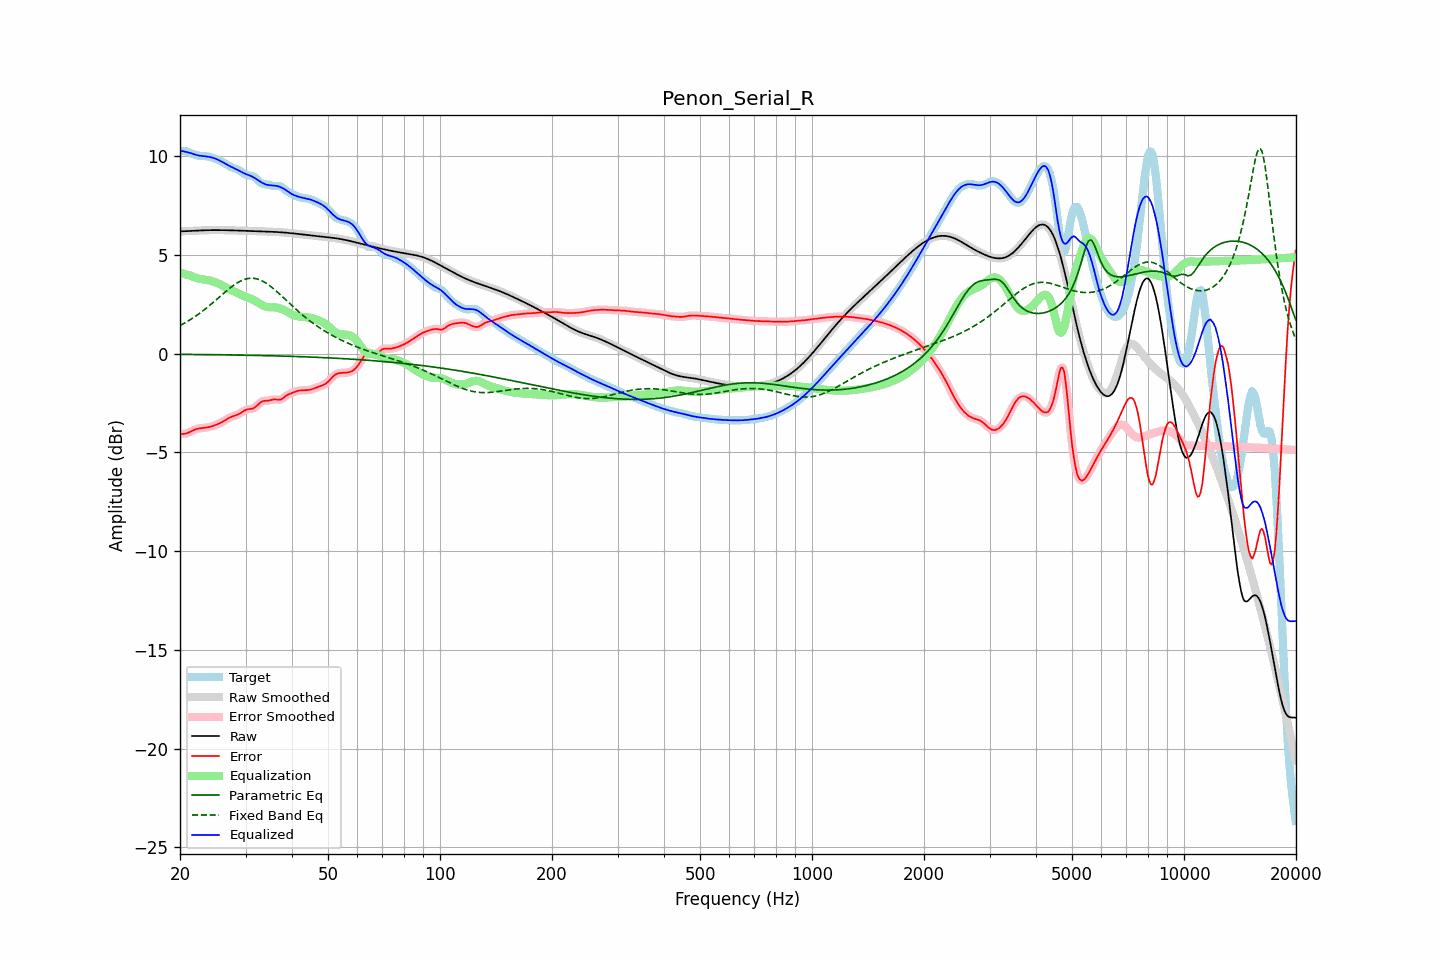 Penon_Serial_R
Amplitude (dBr)
10
5
0
−5
−10
−15
−20
−25
Target
Raw Smoothed
Error Smoothed
Raw
Error
Equalization
Parametric Eq
Fixed Band Eq
Equalized
20 50 100 200 500 1000 2000 5000 10000 20000
Frequency (Hz)